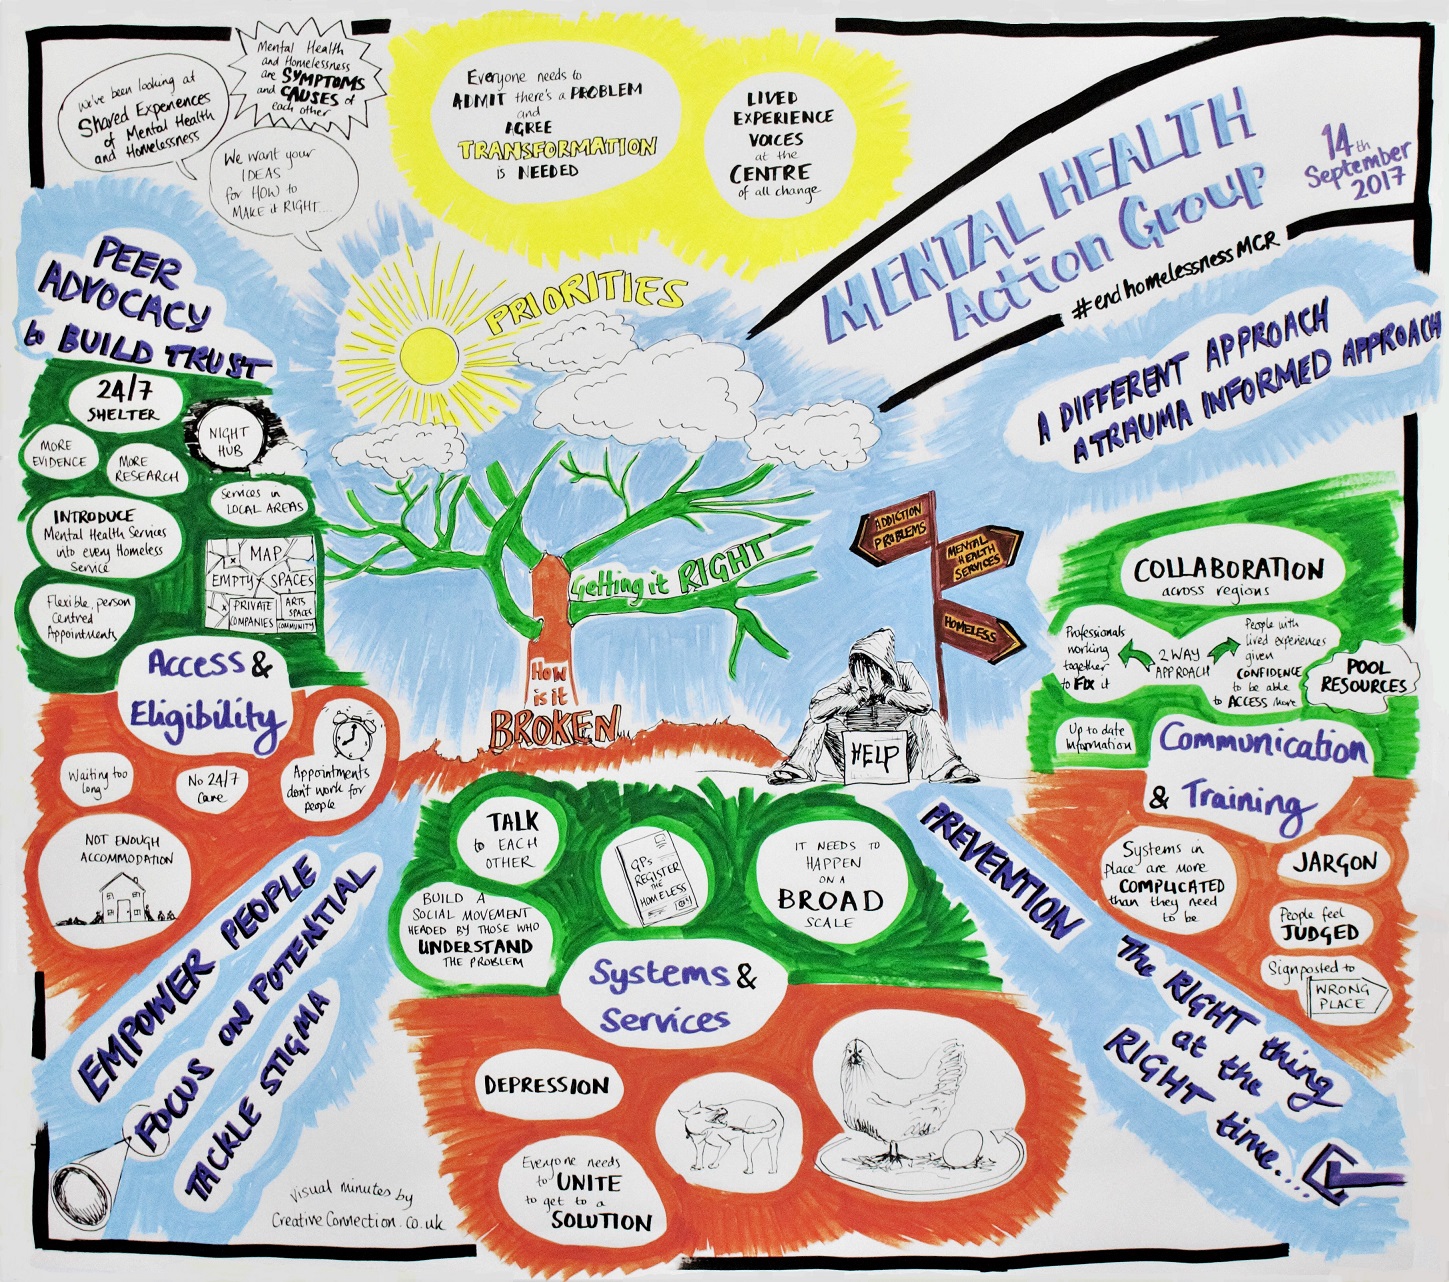 We've been looking at
Shared Experiences
of Mental Health
and Homelessness
Mental Health
and Homelessness
are SYMPTOMS
and CAUSES of
each other
We want your
IDEAS
for HOW to
MAKE it RIGHT....
Everyone needs to
ADMIT there's a PROBLEM
and
AGREE
TRANSFORMATION
is NEEDED
LIVED
EXPERIENCE
VOICES
at the
CENTRE
of all change
MENTAL HEALTH
Action Group
14th
September
2017
#endhomelessnessMCR
PRIORITIES
PEER
ADVOCACY
to BUILD TRUST
A DIFFERENT APPROACH
A TRAUMA INFORMED APPROACH
24/7
SHELTER
NIGHT
HUB
MORE
EVIDENCE
MORE
RESEARCH
Services in
LOCAL AREAS
INTRODUCE
Mental Health Services
into every Homeless
Service
MAP
EMPTY SPACES
PRIVATE
COMPANIES
ARTS
SPACES
COMMUNITY
Flexible, person
Centred
Appointments
Access &
Eligibility
Waiting too
long
No 24/7
Care
Appointments
don't work for
people
NOT ENOUGH
ACCOMMODATION
Getting it RIGHT
How
is it
BROKEN
ADDICTION
PROBLEMS
MENTAL
HEALTH
SERVICES
HOMELESS
HELP
COLLABORATION
across regions
Professionals
working
together
to FIX it
2 WAY
APPROACH
People with
lived experiences
given
CONFIDENCE
to be able
to ACCESS More
POOL
RESOURCES
Up to date
Information
Communication
& Training
Systems in
place are more
COMPLICATED
than they need
to be
JARGON
People feel
JUDGED
Signposted to
WRONG
PLACE
TALK
to EACH
OTHER
GPs
REGISTER
THE
HOMELESS
IT NEEDS TO
HAPPEN
ON A
BROAD
SCALE
BUILD A
SOCIAL MOVEMENT
HEADED BY THOSE WHO
UNDERSTAND
THE PROBLEM
Systems &
Services
DEPRESSION
Everyone needs
to UNITE
to get to a
SOLUTION
EMPOWER PEOPLE
FOCUS ON POTENTIAL
TACKLE STIGMA
PREVENTION
The RIGHT thing
at the
RIGHT time....
Visual minutes by
CreativeConnection.co.uk